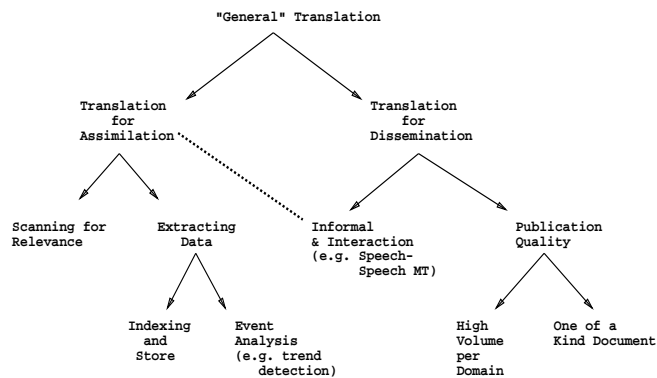 "General" Translation
Translation
for
Assimilation
Translation
for
Dissemination
Scanning for
Relevance
Extracting
Data
Informal
& Interaction
(e.g. Speech-
Speech MT)
Publication
Quality
Indexing
and
Store
Event
Analysis
(e.g. trend
detection)
High
Volume
per
Domain
One of a
Kind Document